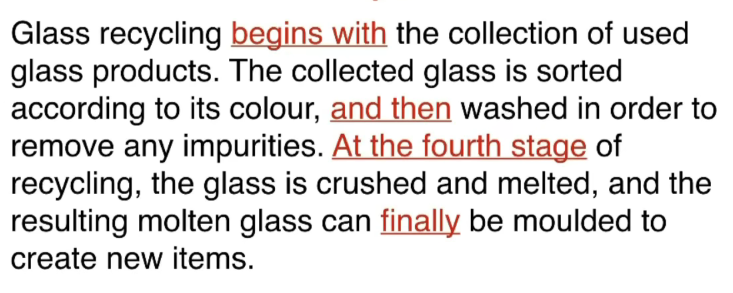 Glass recycling begins with the collection of used
glass products. The collected glass is sorted
according to its colour, and then washed in order to
remove any impurities. At the fourth stage of
recycling, the glass is crushed and melted, and the
resulting molten glass can finally be moulded to
create new items.